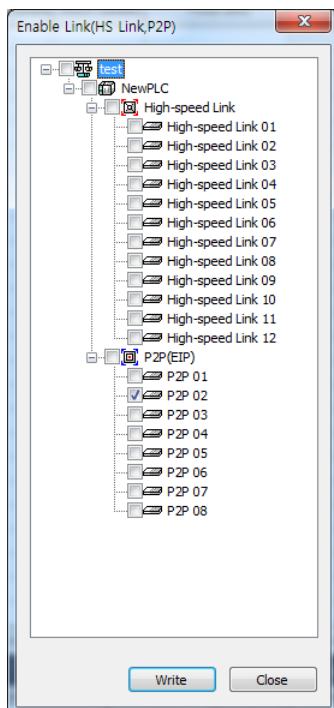 Enable Link(HS Link,P2P)
test
NewPLC
High-speed Link
High-speed Link 01
High-speed Link 02
High-speed Link 03
High-speed Link 04
High-speed Link 05
High-speed Link 06
High-speed Link 07
High-speed Link 08
High-speed Link 09
High-speed Link 10
High-speed Link 11
High-speed Link 12
P2P(EIP)
P2P 01
P2P 02
P2P 03
P2P 04
P2P 05
P2P 06
P2P 07
P2P 08
Write Close